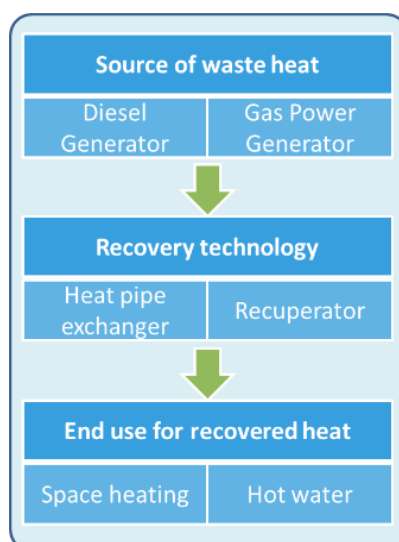 Source of waste heat
Diesel Generator
Gas Power Generator
Recovery technology
Heat pipe exchanger
Recuperator
End use for recovered heat
Space heating
Hot water